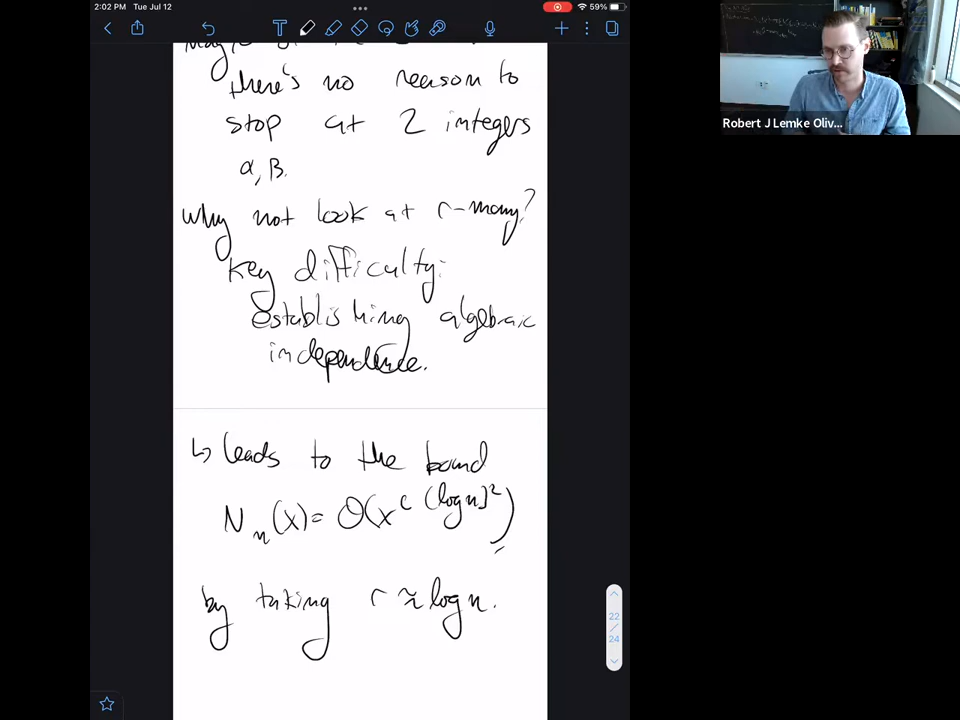 2:02 PM Tue Jul 12
59%
there's no reason to
stop at 2 integers
α, β.
Why not look at r-many?
Key difficulty:
establishing algebraic
independence.
↳ leads to the bound
N_n(x) = O(x^{c (log n)^2})
by taking r ≈ log n.
22
/
24
Robert J Lemke Oliv...